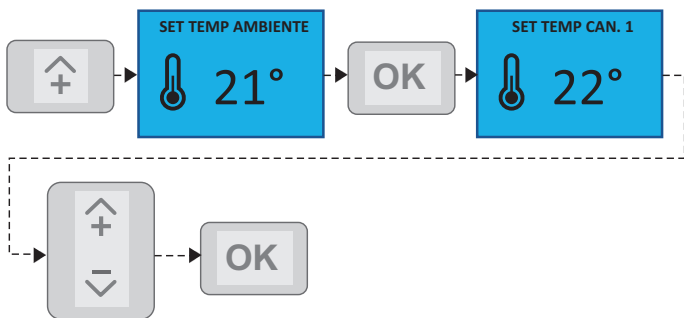 +
SET TEMP AMBIENTE
21°
OK
SET TEMP CAN. 1
22°
+
−
OK